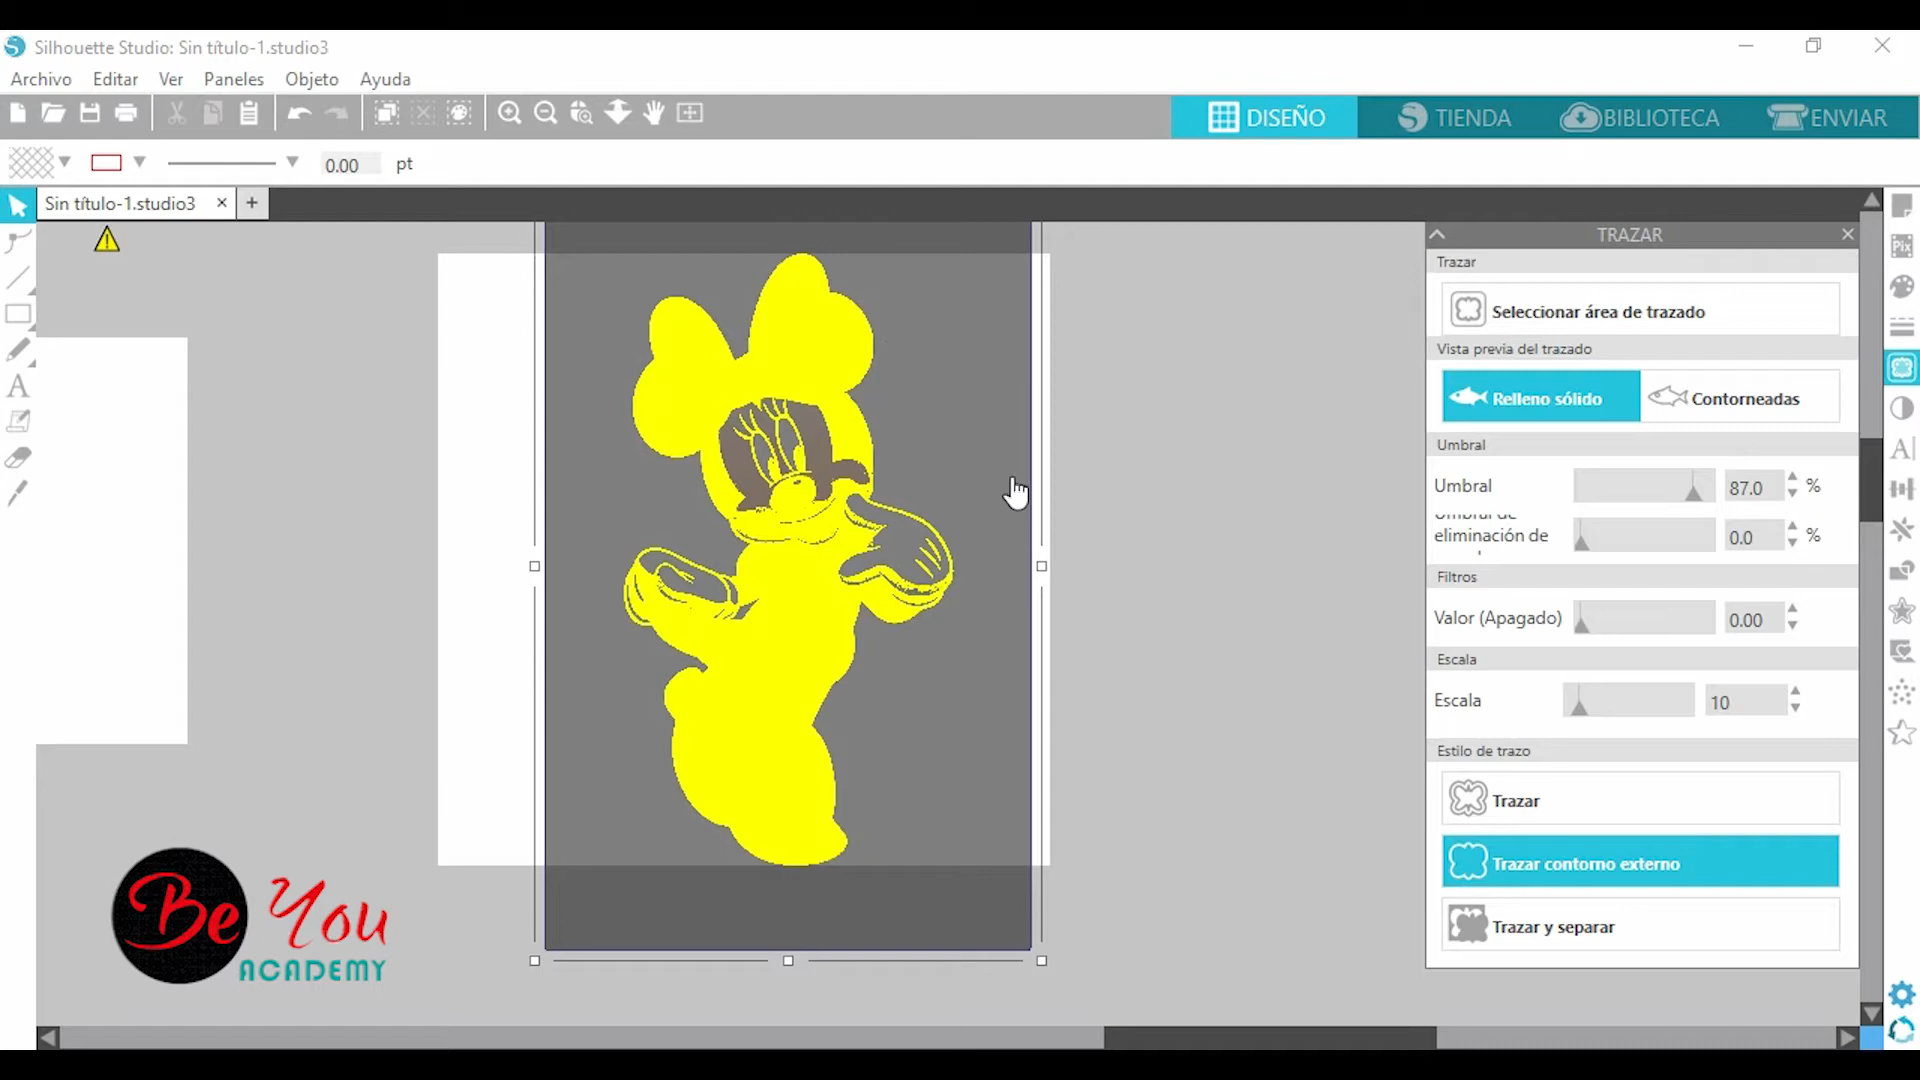 Silhouette Studio: Sin título-1.studio3
Archivo Editar Ver Paneles Objeto Ayuda
DISEÑO TIENDA BIBLIOTECA ENVIAR
0.00 pt
Sin título-1.studio3
TRAZAR
Trazar
Seleccionar área de trazado
Vista previa del trazado
Relleno sólido Contorneadas
Umbral
Umbral 87.0 %
Umbral de
eliminación de 0.0 %
Filtros
Valor (Apagado) 0.00
Escala
Escala 10
Estilo de trazo
Trazar
Trazar contorno externo
Trazar y separar
Pix
Be You
ACADEMY